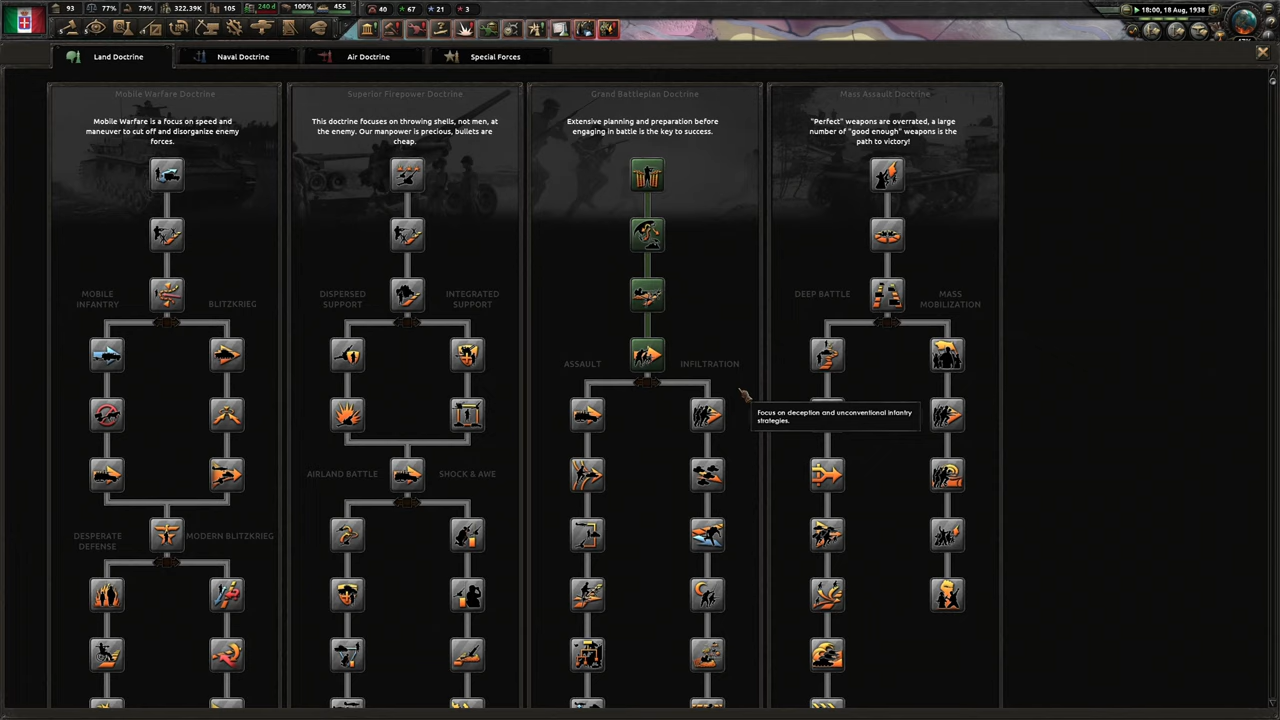 93 77% 79% 322.39K 105 240 d 100% 455 40 67 21 3
18:00, 18 Aug, 1938
Land Doctrine Naval Doctrine Air Doctrine Special Forces
Mobile Warfare Doctrine
Mobile Warfare is a focus on speed and
maneuver to cut off and disorganize enemy
forces.
MOBILE
INFANTRY
BLITZKRIEG
DESPERATE
DEFENSE
MODERN BLITZKRIEG
Superior Firepower Doctrine
This doctrine focuses on throwing shells, not men, at
the enemy. Our manpower is precious, bullets are
cheap.
DISPERSED
SUPPORT
INTEGRATED
SUPPORT
AIRLAND BATTLE
SHOCK & AWE
Grand Battleplan Doctrine
Extensive planning and preparation before
engaging in battle is the key to success.
ASSAULT
INFILTRATION
Focus on deception and unconventional infantry
strategies.
Mass Assault Doctrine
"Perfect" weapons are overrated, a large
number of "good enough" weapons is the
path to victory!
DEEP BATTLE
MASS
MOBILIZATION